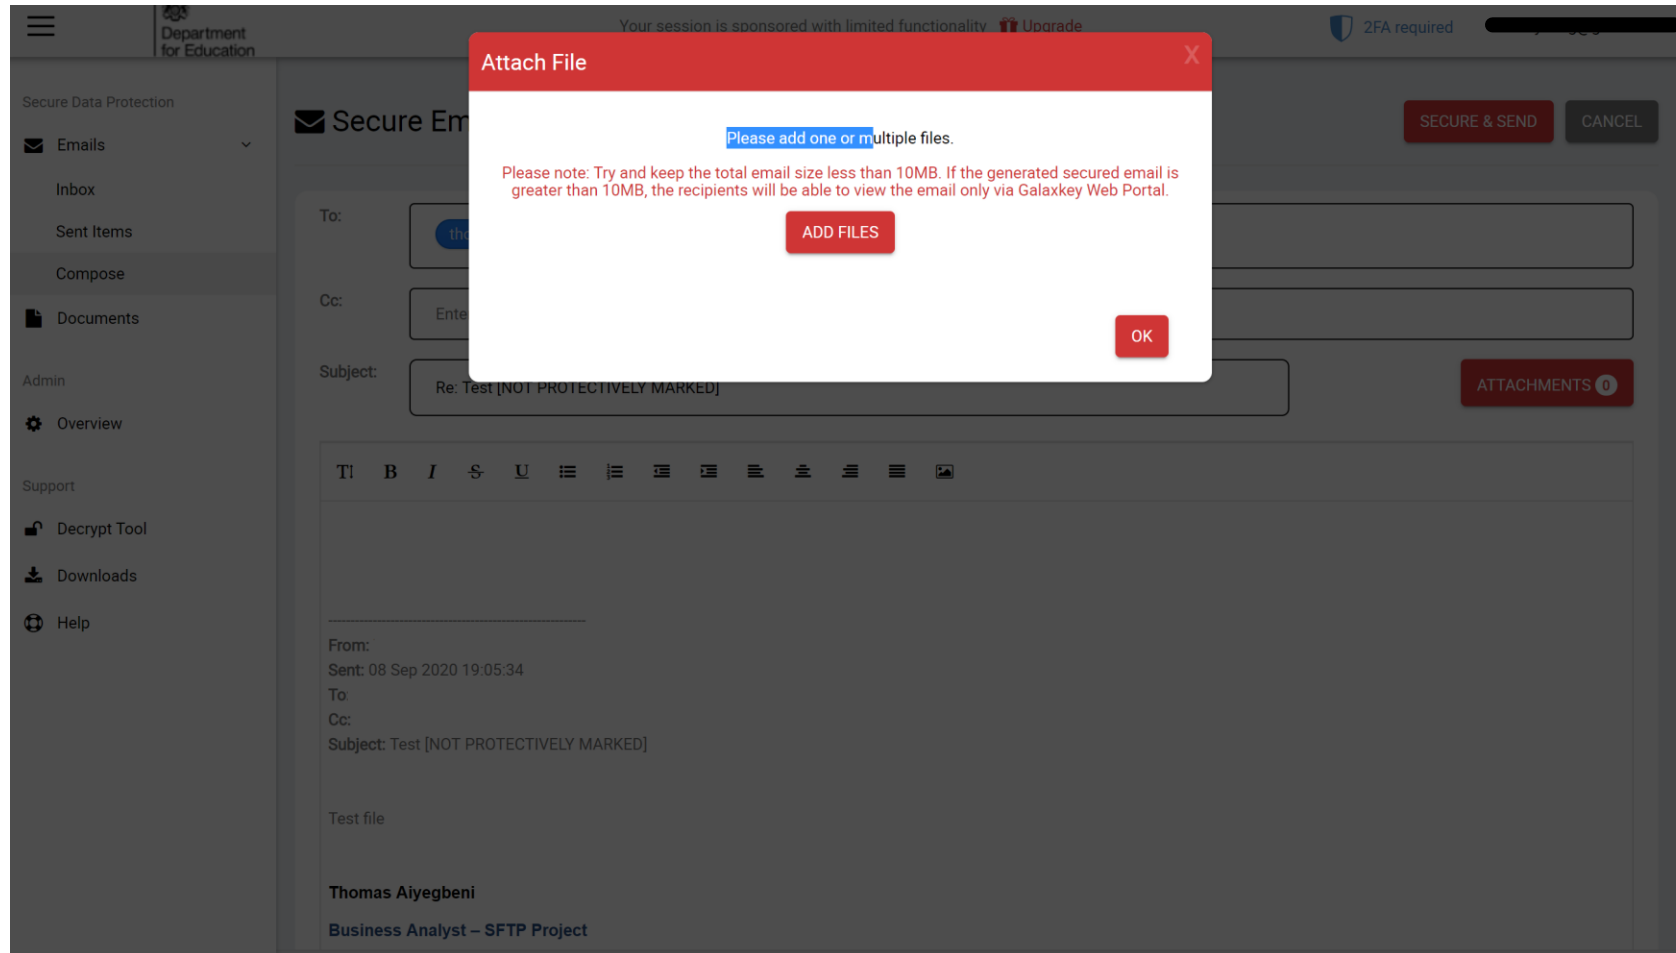 Department
for Education
Your session is sponsored with limited functionality Upgrade
2FA required
Attach File
X
Please add one or multiple files.
Please note: Try and keep the total email size less than 10MB. If the generated secured email is
greater than 10MB, the recipients will be able to view the email only via Galaxkey Web Portal.
ADD FILES
OK
Secure Data Protection
Emails
Inbox
Sent Items
Compose
Documents
Admin
Overview
Support
Decrypt Tool
Downloads
Help
Secure Em
SECURE & SEND
CANCEL
To:
Cc:
Subject:
Re: Test [NOT PROTECTIVELY MARKED]
ATTACHMENTS 0
From:
Sent: 08 Sep 2020 19:05:34
To
Cc:
Subject: Test [NOT PROTECTIVELY MARKED]
Test file
Thomas Aiyegbeni
Business Analyst – SFTP Project